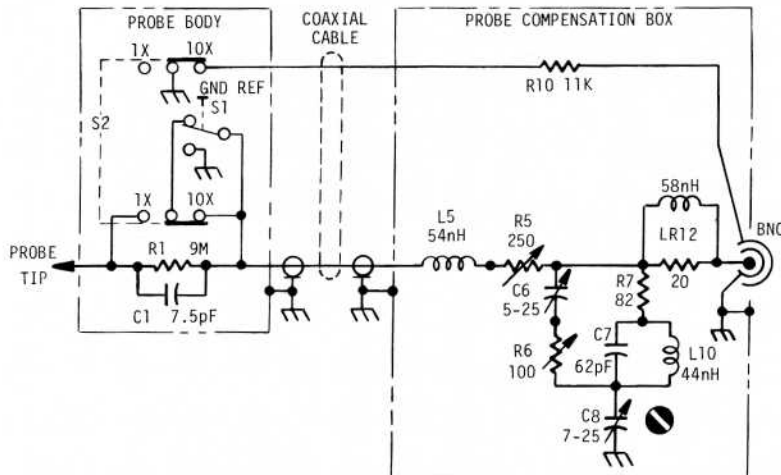 PROBE BODY
COAXIAL
CABLE
PROBE COMPENSATION BOX
1X
10X
GND REF
S1
S2
R10 11K
1X
10X
58nH
BNC
L5
54nH
R5
250
LR12
20
PROBE
TIP
R1
9M
C1
7.5pF
C6
5-25
R7
82
R6
100
C7
62pF
L10
44nH
C8
7-25